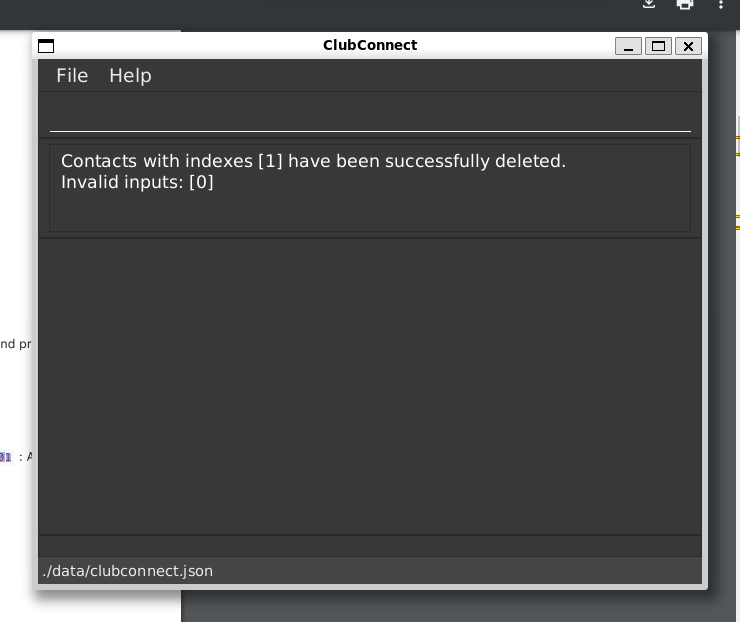 ClubConnect
File Help
Contacts with indexes [1] have been successfully deleted.
Invalid inputs: [0]
nd pr
01 : A
./data/clubconnect.json